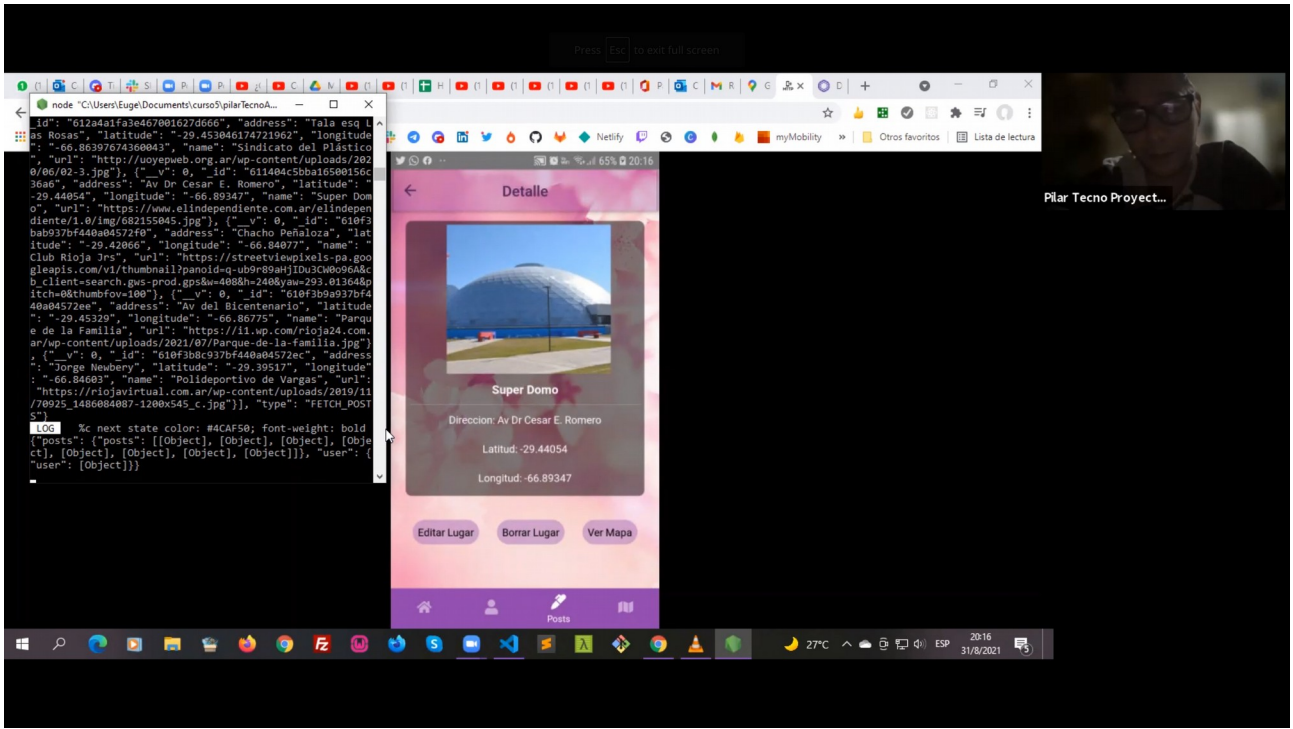 Press Esc to exit full screen
node "C:\Users\Euge\Documents\curso5\pilarTecnoA...
_id": "612a4a1fa3e467001627d666", "address": "Tala esq L
as Rosas", "latitude": "-29.453046174721962", "longitude
": "-66.86397674360043", "name": "Sindicato del Plástico
", "url": "http://uoyepweb.org.ar/wp-content/uploads/202
0/06/02-3.jpg"}, {"__v": 0, "_id": "611404c5bba16500156c
36a6", "address": "Av Dr Cesar E. Romero", "latitude": "
-29.44054", "longitude": "-66.89347", "name": "Super Dom
o", "url": "https://www.elindependiente.com.ar/elindepen
diente/1.0/img/682155045.jpg"}, {"__v": 0, "_id": "610f3
bab937bf440a04572f0", "address": "Chacho Peñaloza", "lat
itude": "-29.42066", "longitude": "-66.84077", "name": "
Club Rioja Jrs", "url": "https://streetviewpixels-pa.goo
gleapis.com/v1/thumbnail?panoid=q-ub9r89aHjIDu3CW0o96A&c
b_client=search.gws-prod.gps&w=408&h=240&yaw=293.01364&p
itch=0&thumbfov=100"}, {"__v": 0, "_id": "610f3b9a937bf4
40a04572ee", "address": "Av del Bicentenario", "latitude
": "-29.45329", "longitude": "-66.86775", "name": "Parqu
e de la Familia", "url": "https://i1.wp.com/rioja24.com.
ar/wp-content/uploads/2021/07/Parque-de-la-familia.jpg"}
, {"__v": 0, "_id": "610f3b8c937bf440a04572ec", "address
": "Jorge Newbery", "latitude": "-29.39517", "longitude"
: "-66.84603", "name": "Polideportivo de Vargas", "url":
"https://riojavirtual.com.ar/wp-content/uploads/2019/11
/70925_1486084087-1200x545_c.jpg"}], "type": "FETCH_POST
S"}
LOG %c next state color: #4CAF50; font-weight: bold
{"posts": {"posts": [[Object], [Object], [Object], [Obje
ct], [Object], [Object], [Object], [Object]]}, "user": {
"user": [Object]}}
Netlify
myMobility
»
Otros favoritos
Lista de lectura
65% 20:16
Detalle
Super Domo
Direccion: Av Dr Cesar E. Romero
Latitud: -29.44054
Longitud: -66.89347
Editar Lugar Borrar Lugar Ver Mapa
Posts
Pilar Tecno Proyect...
27°C ESP
20:16
31/8/2021
5